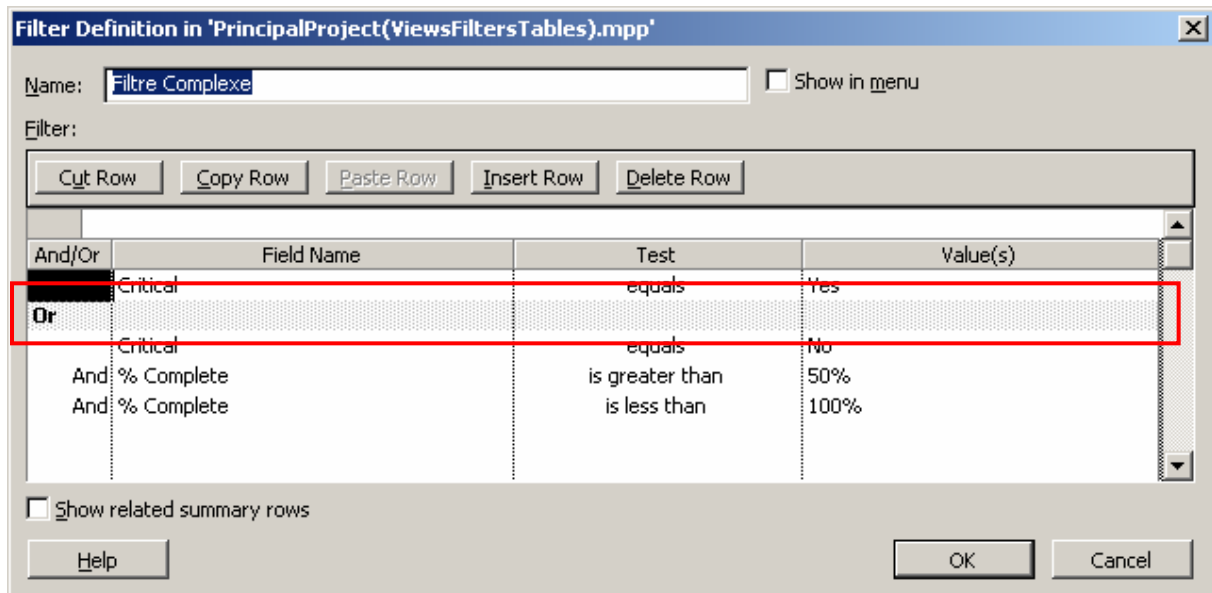 Filter Definition in 'PrincipalProject(ViewsFiltersTables).mpp'
Name: Filtre Complexe Show in menu
Filter:
Cut Row Copy Row Paste Row Insert Row Delete Row
And/Or Field Name Test Value(s)
Critical equals Yes
Or
Critical equals No
And % Complete is greater than 50%
And % Complete is less than 100%
Show related summary rows
Help OK Cancel